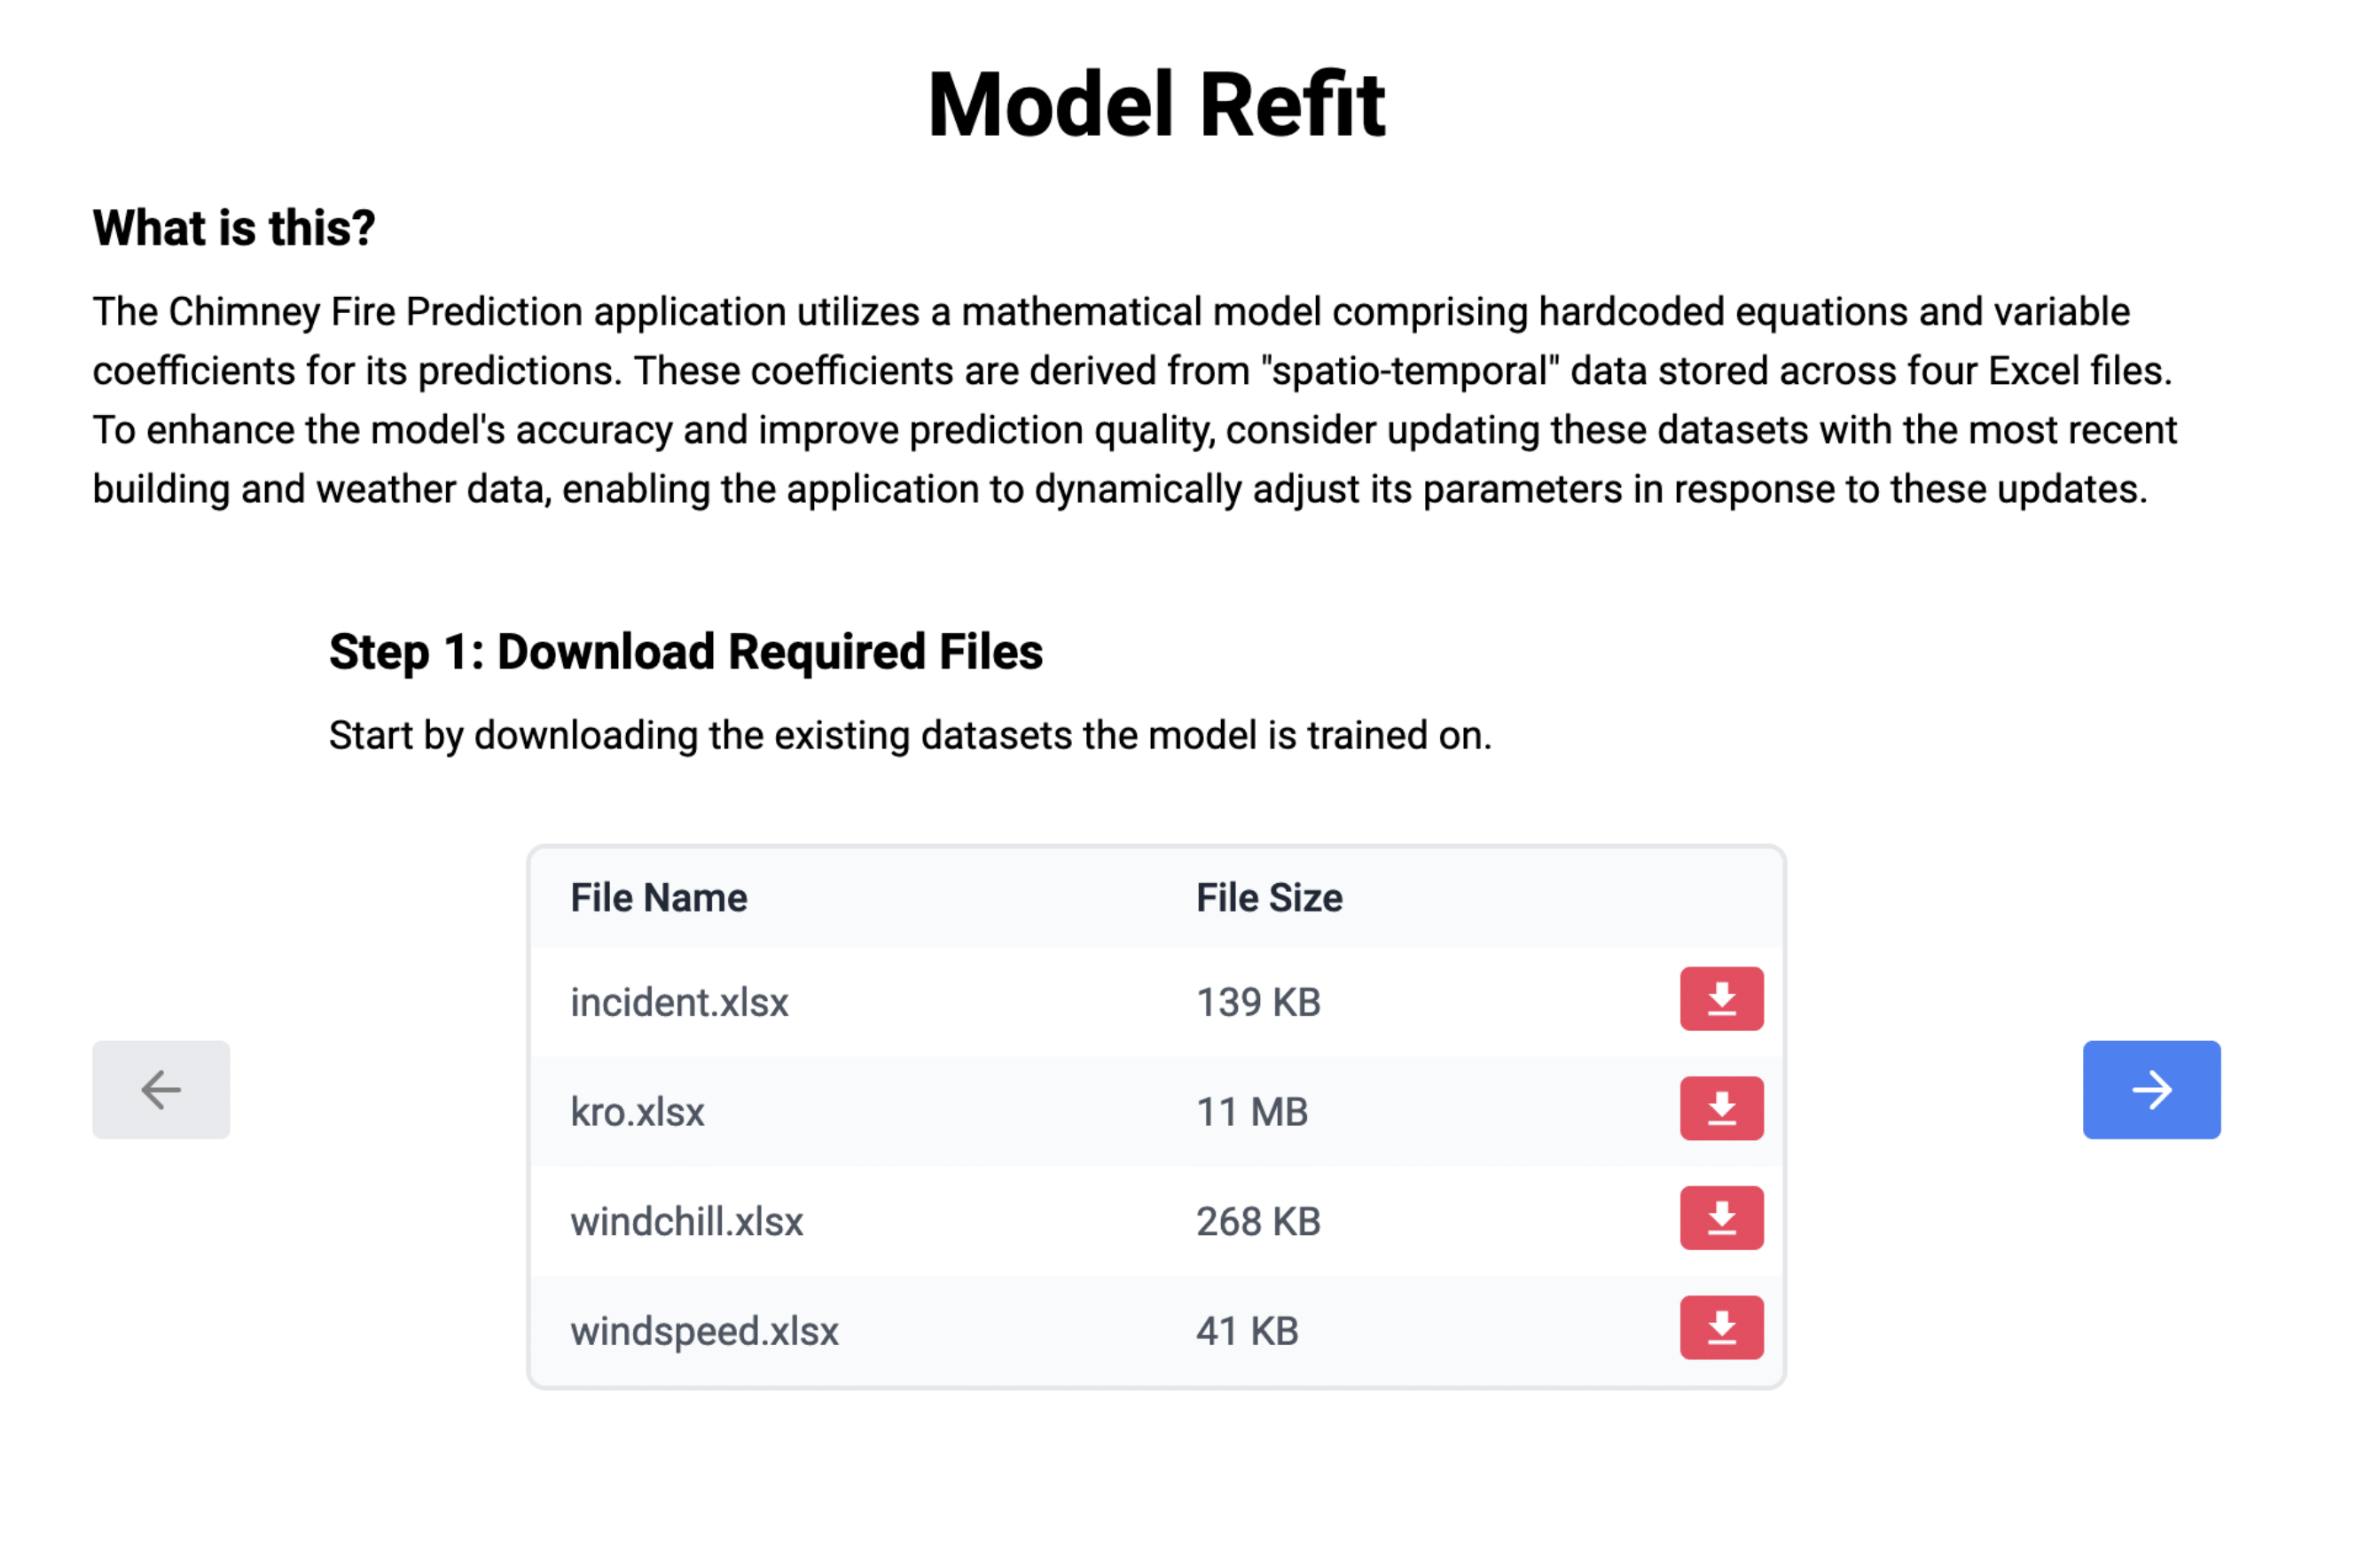 Model Refit
What is this?
The Chimney Fire Prediction application utilizes a mathematical model comprising hardcoded equations and variable
coefficients for its predictions. These coefficients are derived from "spatio-temporal" data stored across four Excel files.
To enhance the model's accuracy and improve prediction quality, consider updating these datasets with the most recent
building and weather data, enabling the application to dynamically adjust its parameters in response to these updates.
Step 1: Download Required Files
Start by downloading the existing datasets the model is trained on.
File Name File Size
incident.xlsx 139 KB
kro.xlsx 11 MB
windchill.xlsx 268 KB
windspeed.xlsx 41 KB